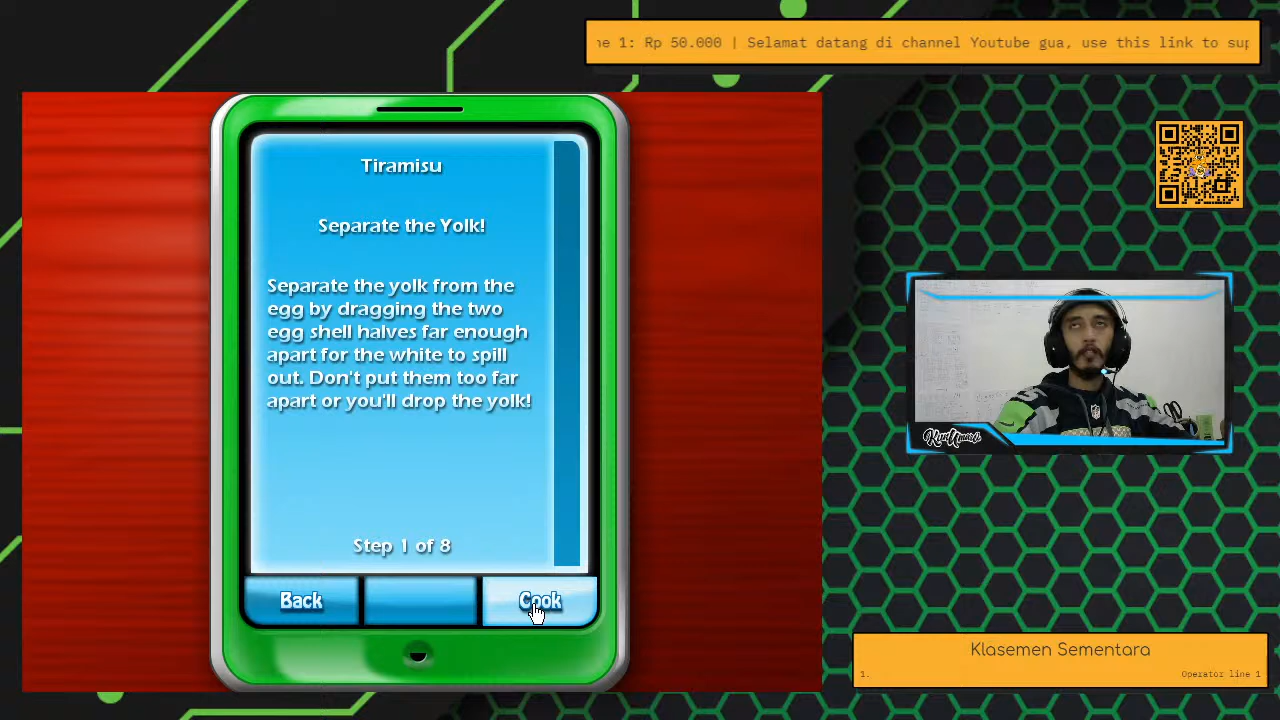 ne 1: Rp 50.000 | Selamat datang di channel Youtube gua, use this link to sup
Tiramisu
Separate the Yolk!
Separate the yolk from the
egg by dragging the two
egg shell halves far enough
apart for the white to spill
out. Don't put them too far
apart or you'll drop the yolk!
Step 1 of 8
Back
Cook
NFL
Klasemen Sementara
1.
Operator line 1